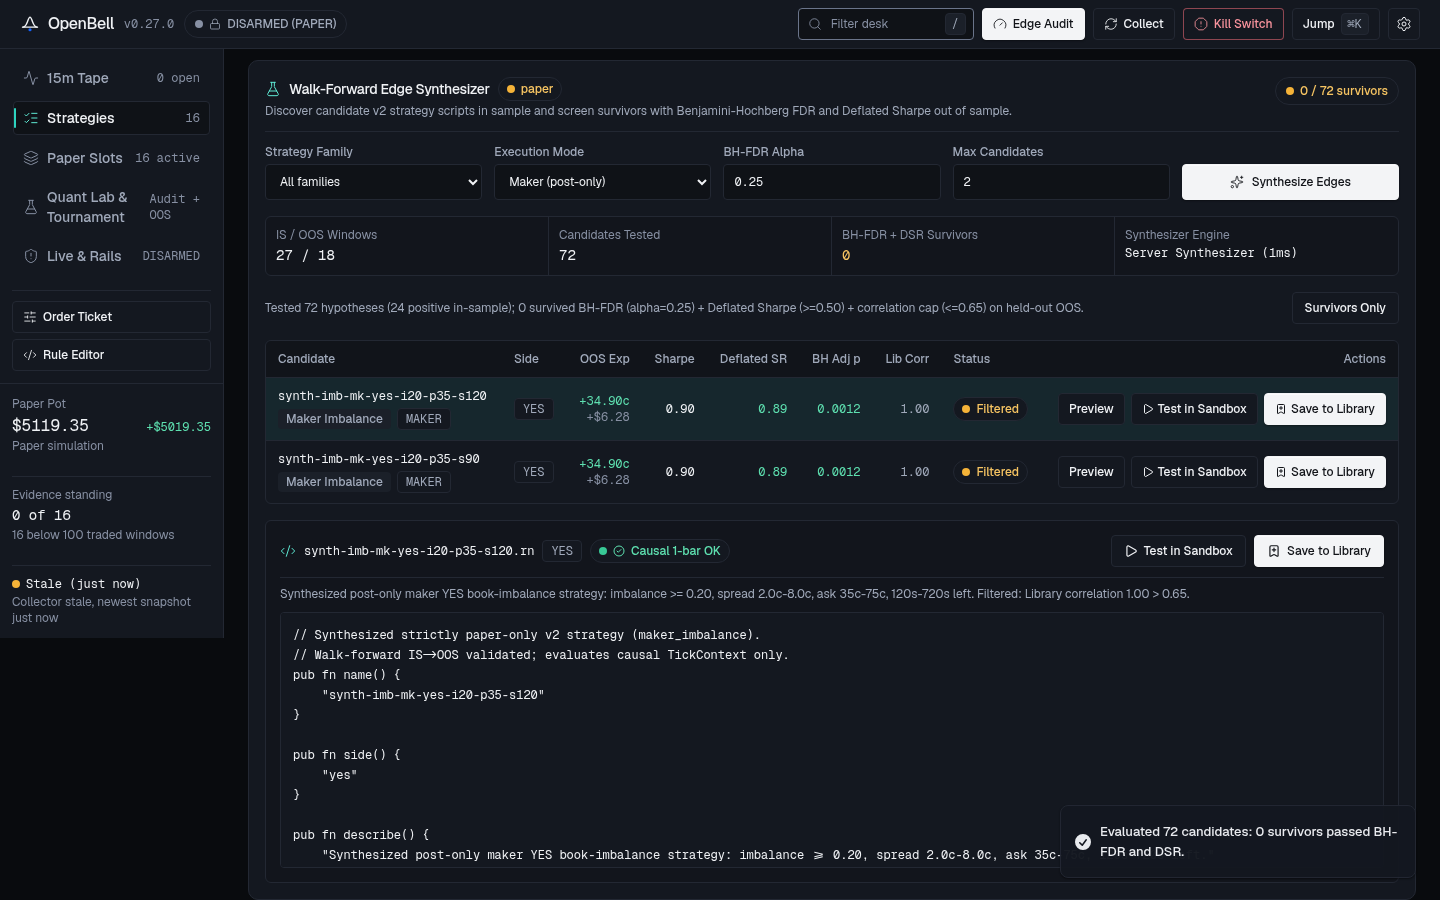 OpenBell v0.27.0 DISARMED (PAPER) Filter desk / Edge Audit Collect Kill Switch Jump ⌘K
15m Tape 0 open
Strategies 16
Paper Slots 16 active
Quant Lab & Tournament Audit + OOS
Live & Rails DISARMED
Order Ticket
Rule Editor
Paper Pot
$5119.35 +$5019.35
Paper simulation
Evidence standing
0 of 16
16 below 100 traded windows
Stale (just now)
Collector stale, newest snapshot
just now
Walk-Forward Edge Synthesizer paper 0 / 72 survivors
Discover candidate v2 strategy scripts in sample and screen survivors with Benjamini-Hochberg FDR and Deflated Sharpe out of sample.
Strategy Family Execution Mode BH-FDR Alpha Max Candidates
All families Maker (post-only) 0.25 2 Synthesize Edges
IS / OOS Windows Candidates Tested BH-FDR + DSR Survivors Synthesizer Engine
27 / 18 72 0 Server Synthesizer (1ms)
Tested 72 hypotheses (24 positive in-sample); 0 survived BH-FDR (alpha=0.25) + Deflated Sharpe (>=0.50) + correlation cap (<=0.65) on held-out OOS. Survivors Only
Candidate Side OOS Exp Sharpe Deflated SR BH Adj p Lib Corr Status Actions
synth-imb-mk-yes-i20-p35-s120 YES +34.90c 0.90 0.89 0.0012 1.00 Filtered Preview Test in Sandbox Save to Library
Maker Imbalance MAKER +$6.28
synth-imb-mk-yes-i20-p35-s90 YES +34.90c 0.90 0.89 0.0012 1.00 Filtered Preview Test in Sandbox Save to Library
Maker Imbalance MAKER +$6.28
synth-imb-mk-yes-i20-p35-s120.rn YES Causal 1-bar OK Test in Sandbox Save to Library
Synthesized post-only maker YES book-imbalance strategy: imbalance >= 0.20, spread 2.0c-8.0c, ask 35c-75c, 120s-720s left. Filtered: Library correlation 1.00 > 0.65.
// Synthesized strictly paper-only v2 strategy (maker_imbalance).
// Walk-forward IS->OOS validated; evaluates causal TickContext only.
pub fn name() {
"synth-imb-mk-yes-i20-p35-s120"
}
pub fn side() {
"yes"
}
pub fn describe() {
"Synthesized post-only maker YES book-imbalance strategy: imbalance >= 0.20, spread 2.0c-8.0c, ask 35c-
Evaluated 72 candidates: 0 survivors passed BH-
FDR and DSR.